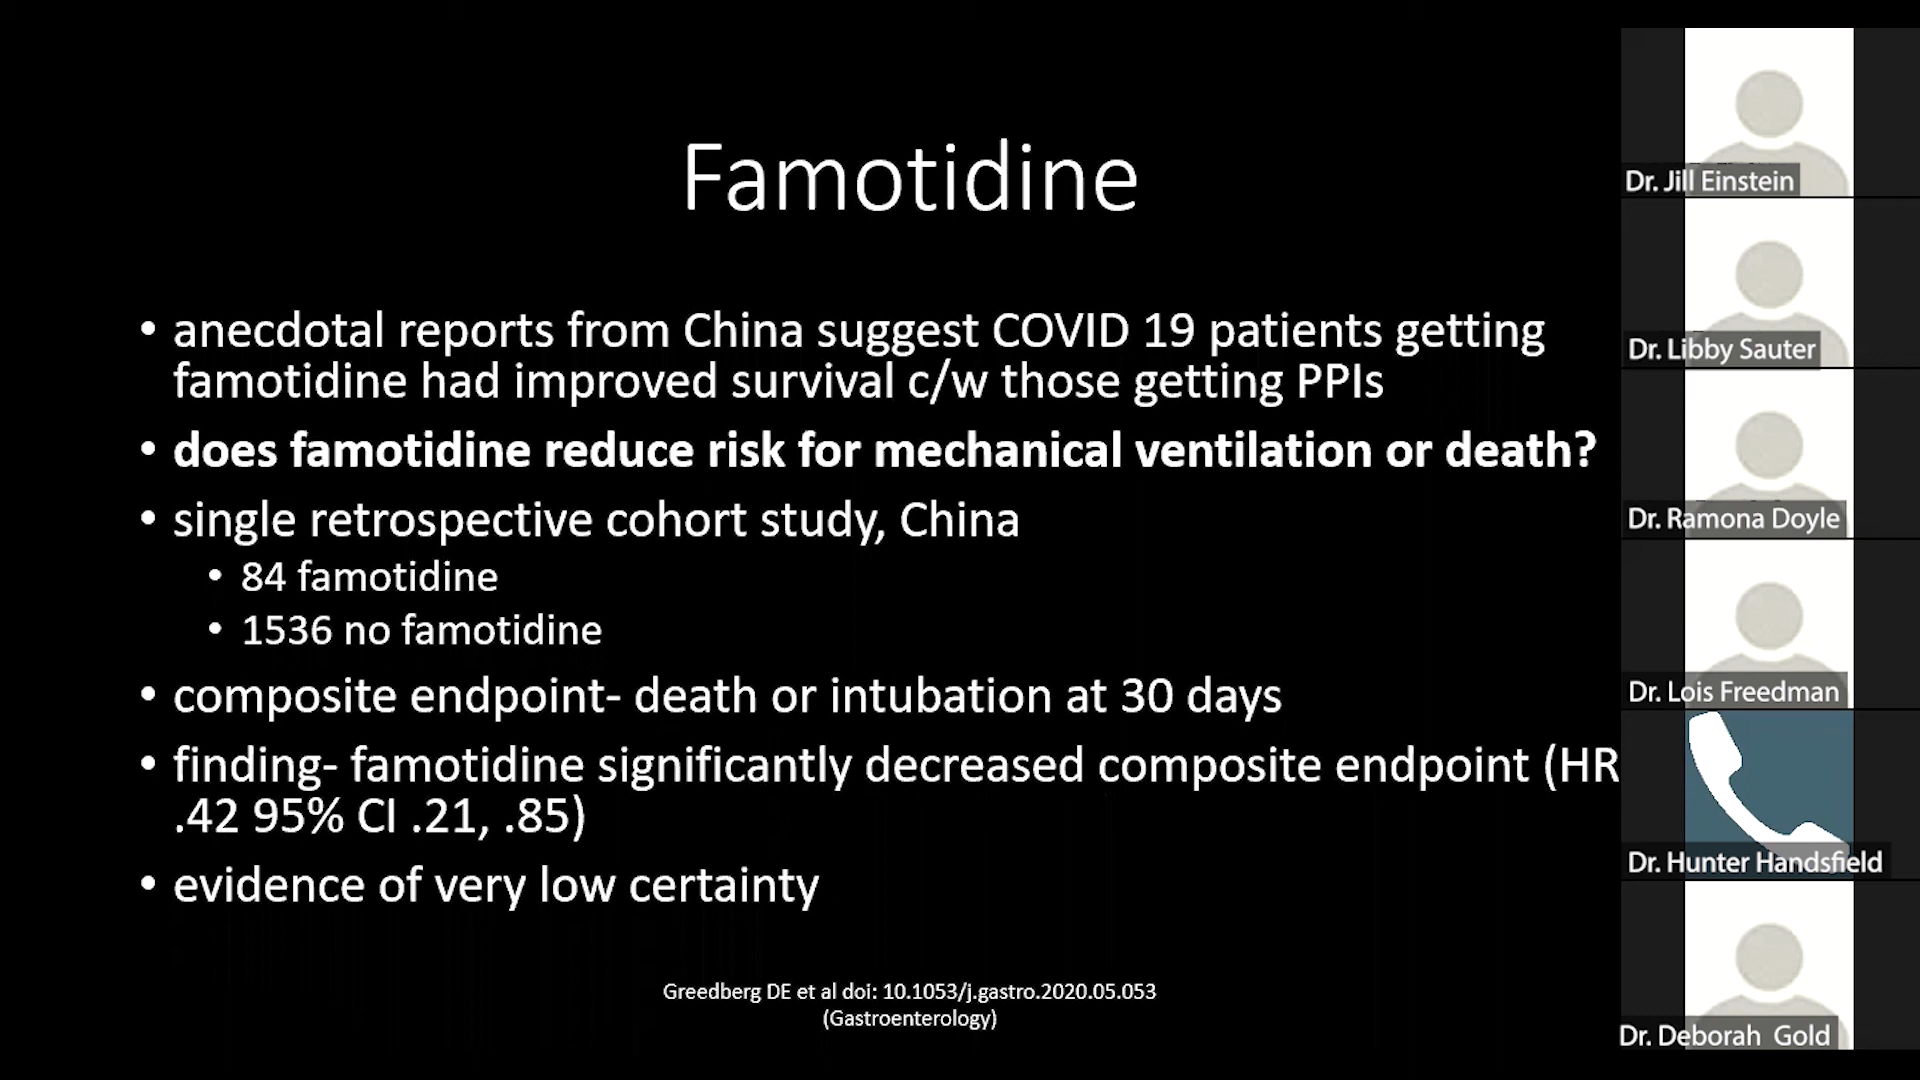 Famotidine
• anecdotal reports from China suggest COVID 19 patients getting
famotidine had improved survival c/w those getting PPIs
• does famotidine reduce risk for mechanical ventilation or death?
• single retrospective cohort study, China
• 84 famotidine
• 1536 no famotidine
• composite endpoint- death or intubation at 30 days
• finding- famotidine significantly decreased composite endpoint (HR
.42 95% CI .21, .85)
• evidence of very low certainty
Greedberg DE et al doi: 10.1053/j.gastro.2020.05.053
(Gastroenterology)
Dr. Jill Einstein
Dr. Libby Sauter
Dr. Ramona Doyle
Dr. Lois Freedman
Dr. Hunter Handsfield
Dr. Deborah  Gold